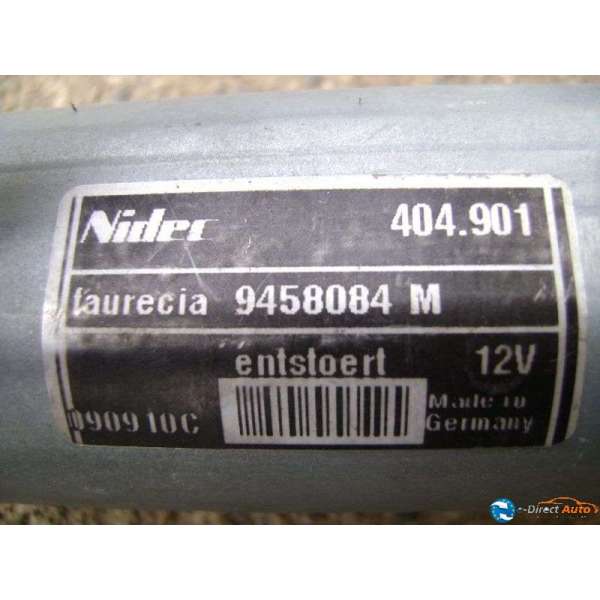 Nidec 404.901
faurecia 9458084 M
entstoert 12V
090910C
Made in
Germany
e-Direct Auto